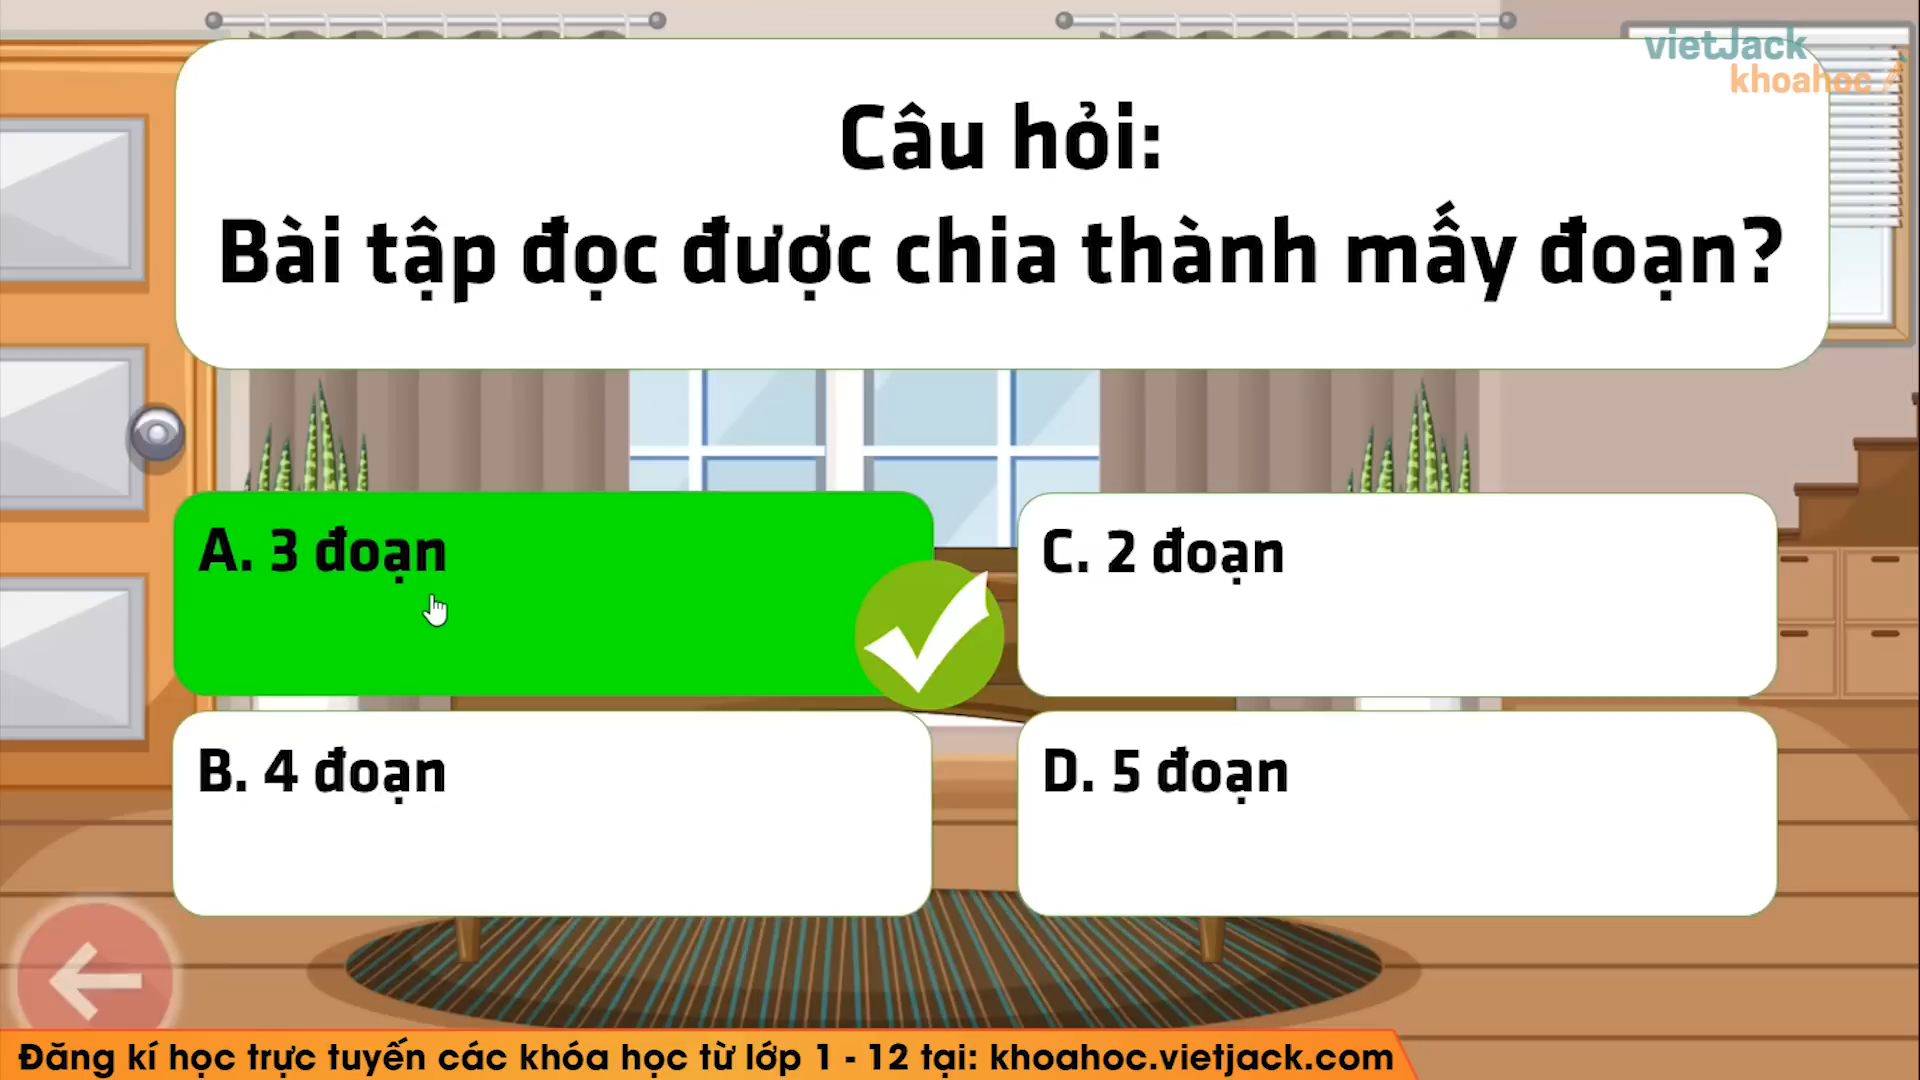 vietJack
khoahoc
Câu hỏi:
Bài tập đọc được chia thành mấy đoạn?
A. 3 đoạn
C. 2 đoạn
B. 4 đoạn
D. 5 đoạn
Đăng kí học trực tuyến các khóa học từ lớp 1 - 12 tại: khoahoc.vietjack.com